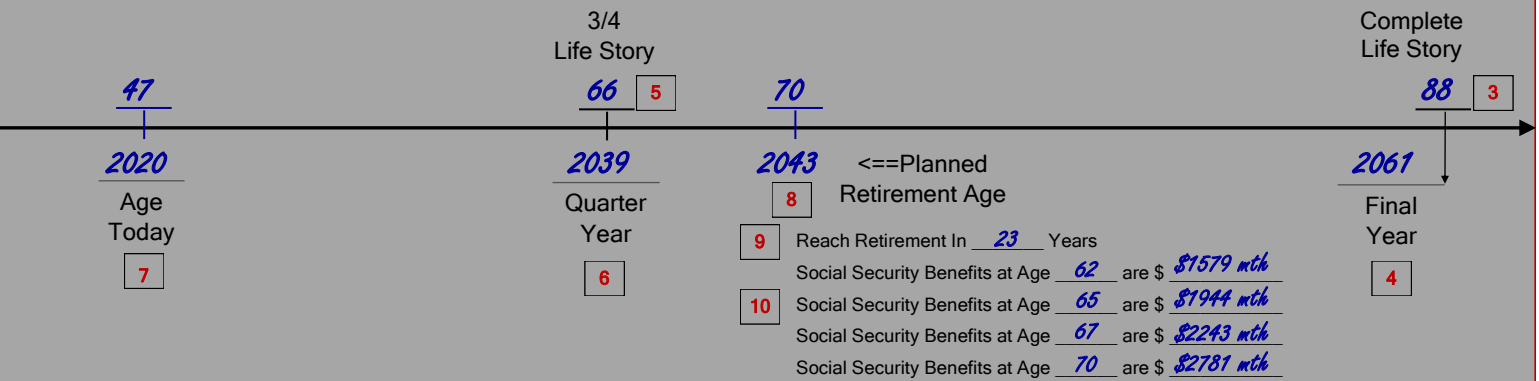 3/4
Life Story
Complete
Life Story
47
66 5
70
88 3
2020
2039
2043 <==Planned
Retirement Age
2061
Age
Today
Quarter
Year
8
Final
Year
7
6
4
9 Reach Retirement In 23 Years
Social Security Benefits at Age 62 are $ $1579 mth
10 Social Security Benefits at Age 65 are $ $1944 mth
Social Security Benefits at Age 67 are $ $2243 mth
Social Security Benefits at Age 70 are $ $2781 mth